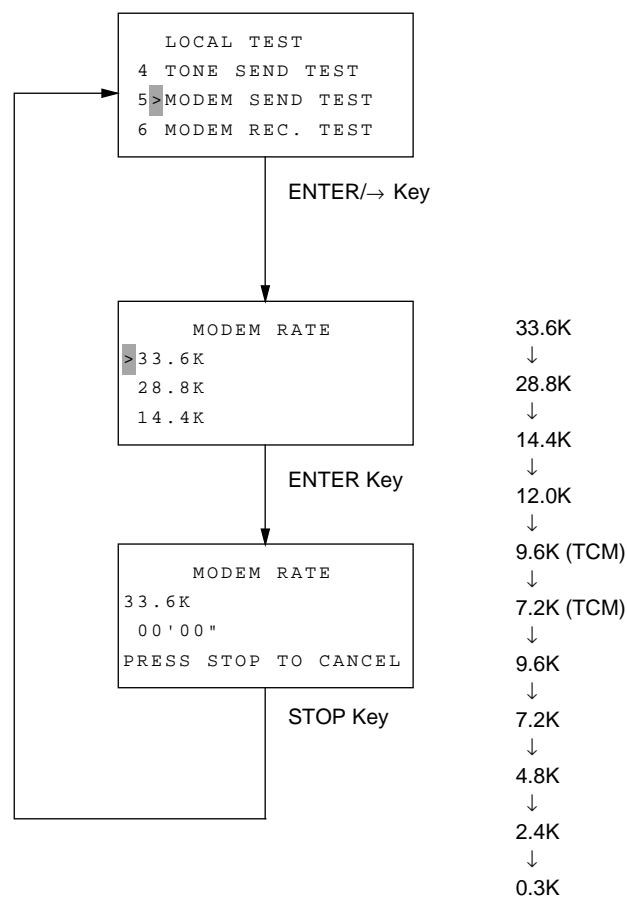 LOCAL TEST
4 TONE SEND TEST
5 >MODEM SEND TEST
6 MODEM REC. TEST
ENTER/→ Key
MODEM RATE
>33.6K
28.8K
14.4K
ENTER Key
MODEM RATE
33.6K
00'00"
PRESS STOP TO CANCEL
STOP Key
33.6K
↓
28.8K
↓
14.4K
↓
12.0K
↓
9.6K (TCM)
↓
7.2K (TCM)
↓
9.6K
↓
7.2K
↓
4.8K
↓
2.4K
↓
0.3K